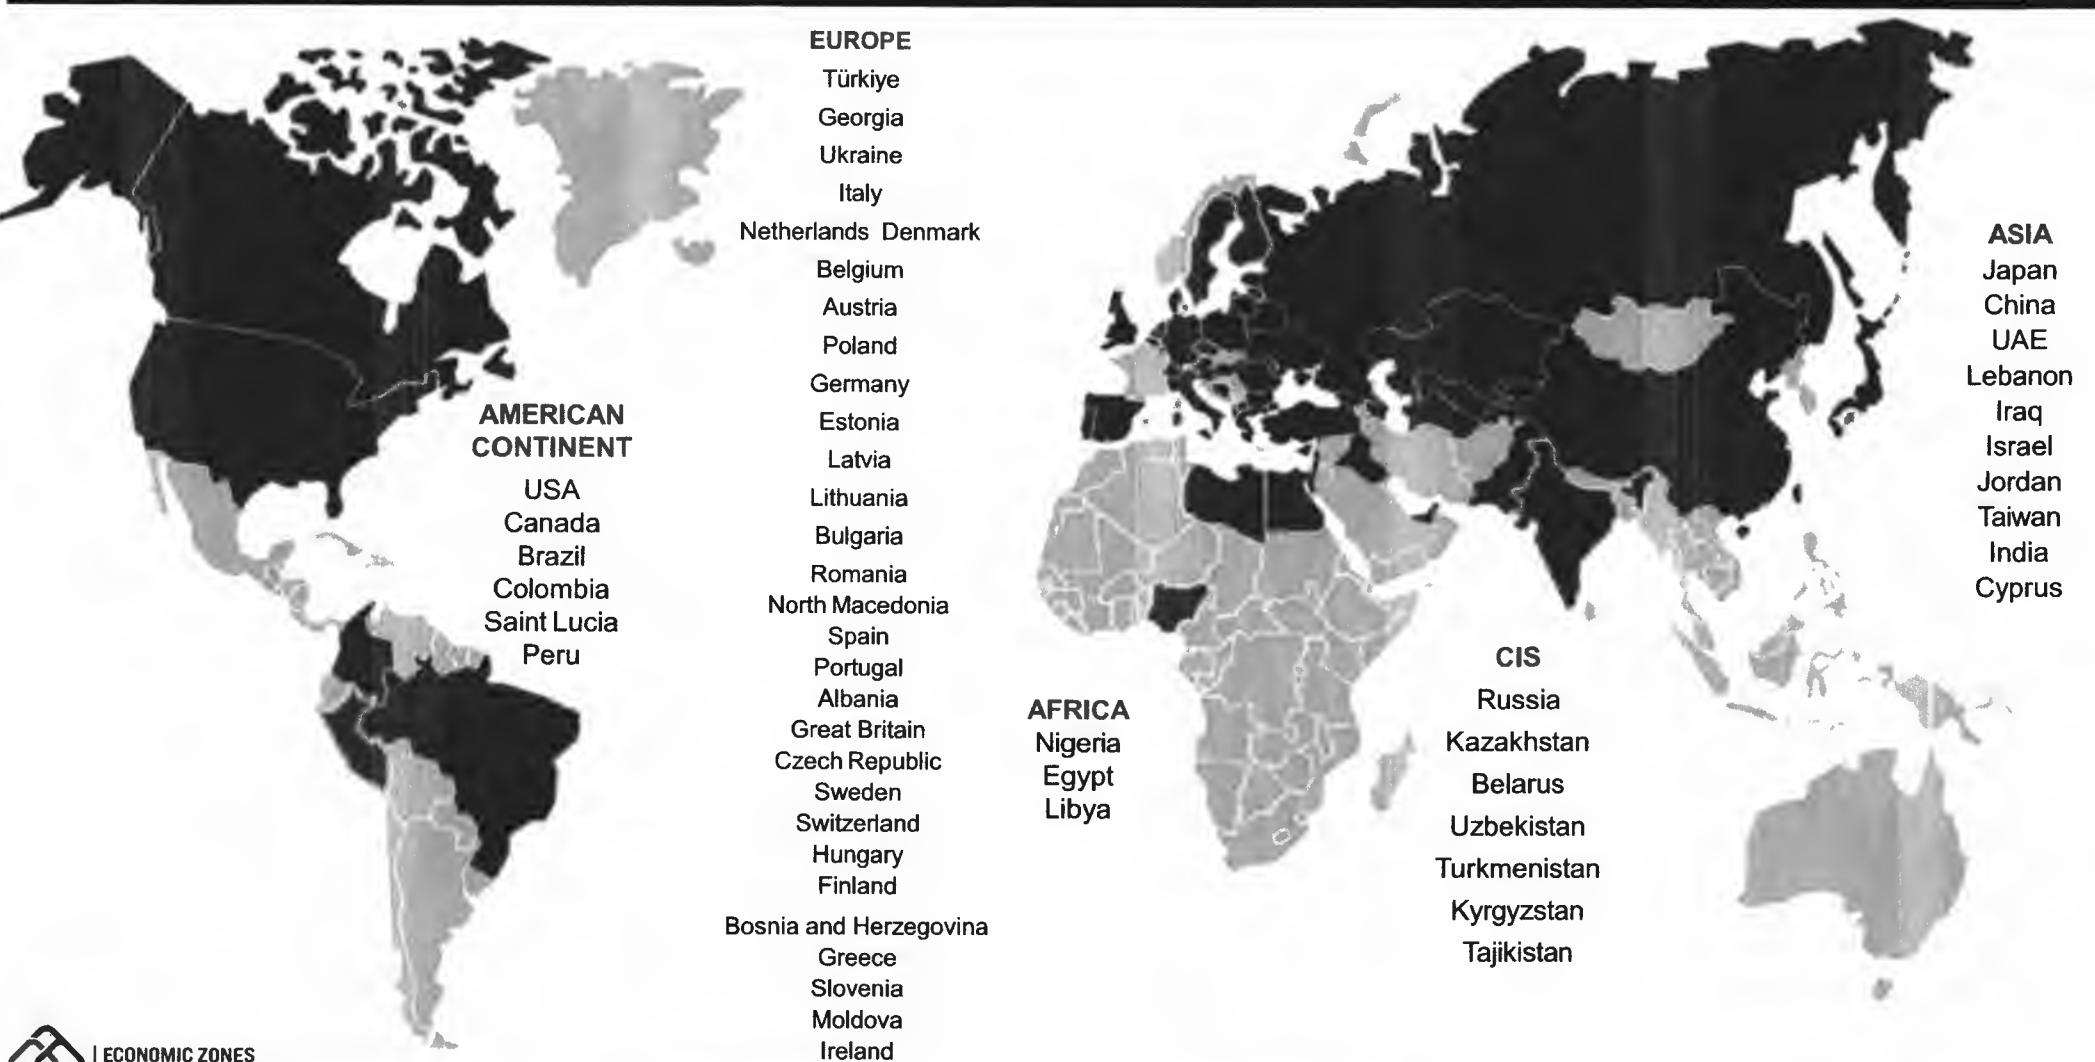 EUROPE
Türkiye
Georgia
Ukraine
Italy
Netherlands Denmark
Belgium
Austria
Poland
Germany
Estonia
Latvia
Lithuania
Bulgaria
Romania
North Macedonia
Spain
Portugal
Albania
Great Britain
Czech Republic
Sweden
Switzerland
Hungary
Finland
Bosnia and Herzegovina
Greece
Slovenia
Moldova
Ireland
AMERICAN
CONTINENT
USA
Canada
Brazil
Colombia
Saint Lucia
Peru
AFRICA
Nigeria
Egypt
Libya
CIS
Russia
Kazakhstan
Belarus
Uzbekistan
Turkmenistan
Kyrgyzstan
Tajikistan
ASIA
Japan
China
UAE
Lebanon
Iraq
Israel
Jordan
Taiwan
India
Cyprus
ECONOMIC ZONES